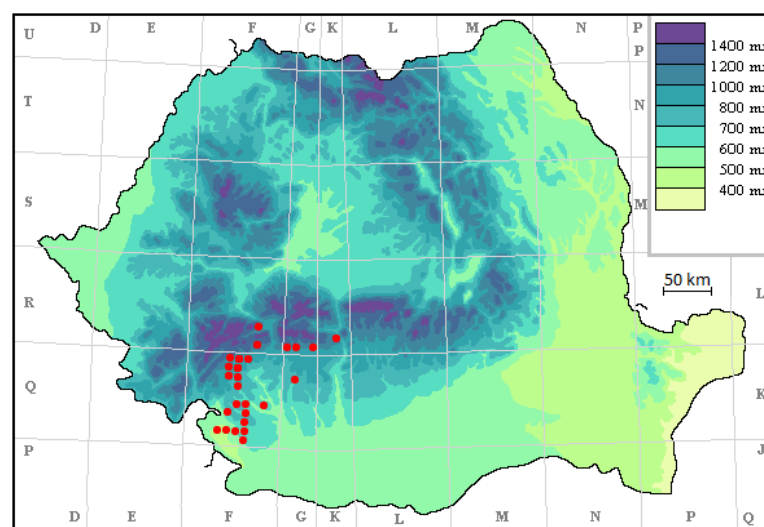 U D E F G K L M N P
P
T N
S M
R L
Q K
P J
D E F G K L M N P Q
1400 m
1200 m
1000 m
800 m
700 m
600 m
500 m
400 m
50 km